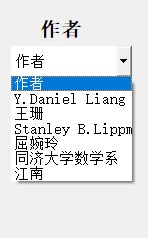 作者
作者
作者
Y.Daniel Liang
王珊
Stanley B.Lippm
屈婉玲
同济大学数学系
江南